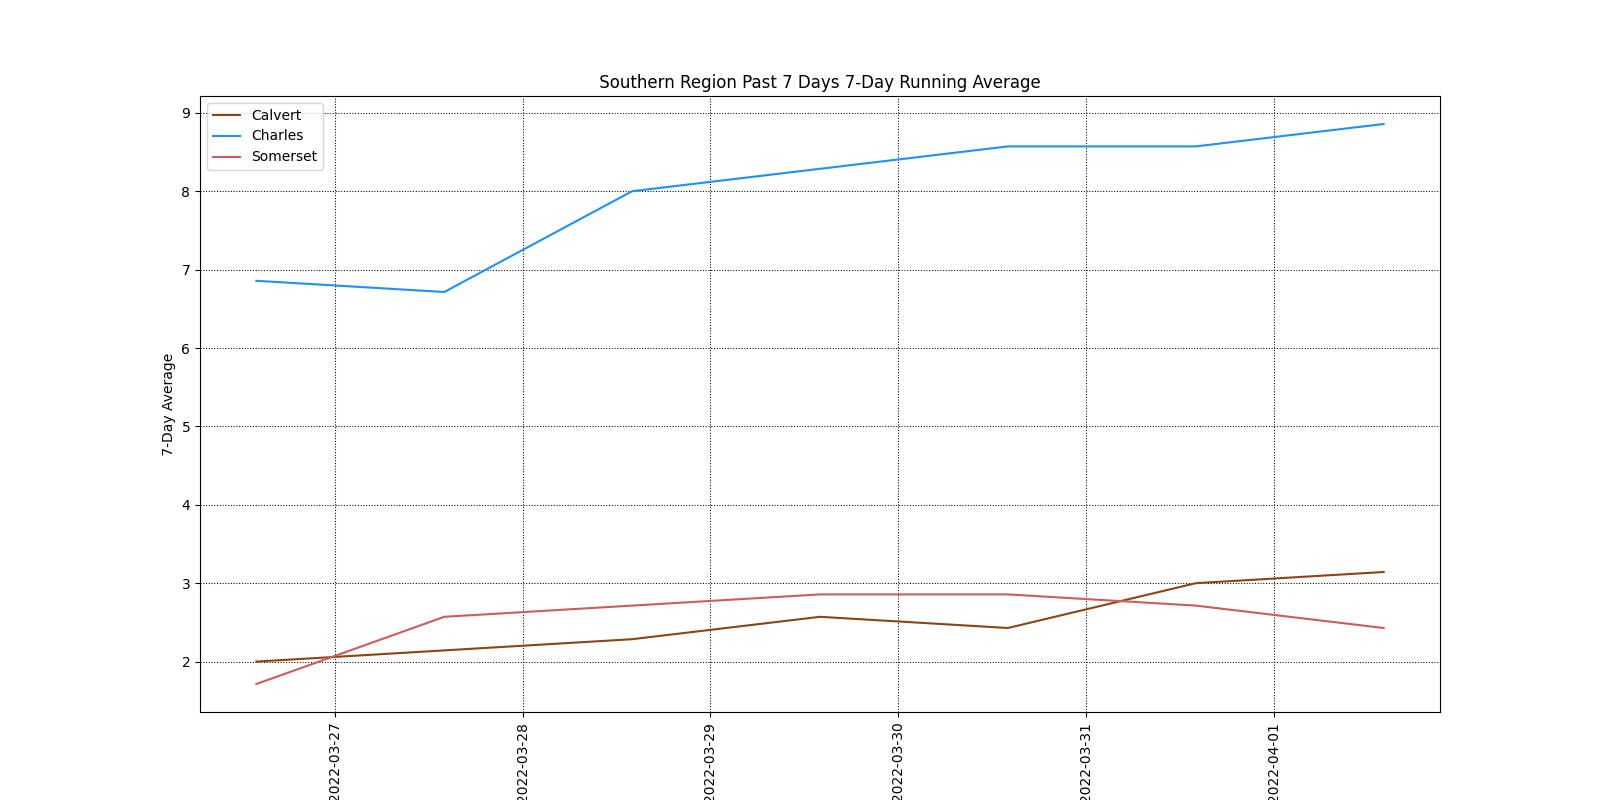 Southern Region Past 7 Days 7-Day Running Average
Calvert
Charles
Somerset
7-Day Average
9
8
7
6
5
4
3
2
2022-03-27
2022-03-28
2022-03-29
2022-03-30
2022-03-31
2022-04-01